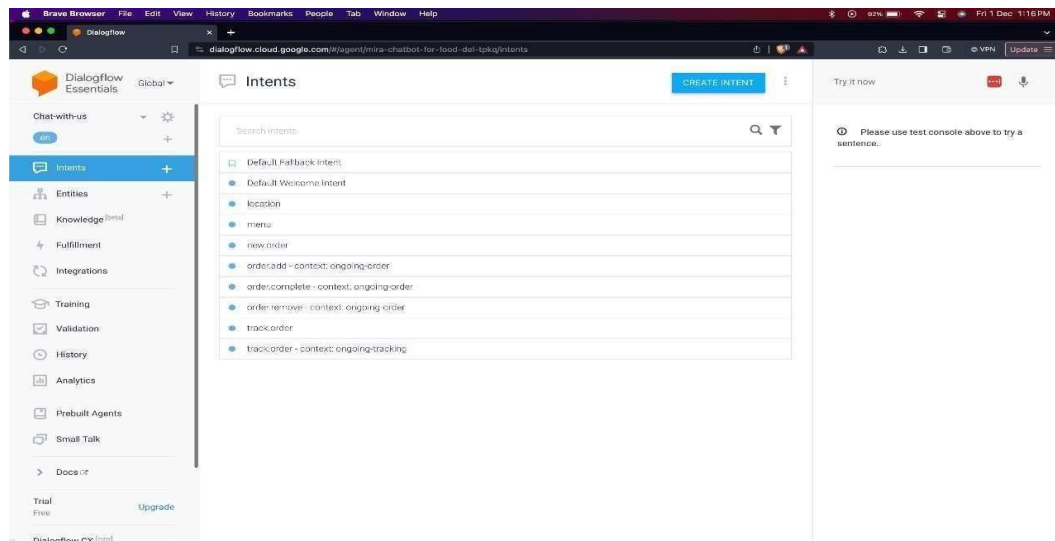 Brave Browser File Edit View History Bookmarks People Tab Window Help 92% Fri 1 Dec 1:16 PM
Dialogflow
dialogflow.cloud.google.com/#/agent/mira-chatbot-for-food-del-tpkq/intents VPN Update
Dialogflow Essentials Global
Intents
CREATE INTENT
Try it now
Chat-with-us
en
Search intents
Please use test console above to try a
sentence.
Intents
Entities
Knowledge [beta]
Fulfillment
Integrations
Training
Validation
History
Analytics
Prebuilt Agents
Small Talk
Docs
Trial
Free
Upgrade
Dialogflow CX
Default Fallback Intent
Default Welcome Intent
location
menu
new.order
order.add - context: ongoing-order
order.complete - context: ongoing-order
order.remove - context: ongoing-order
track.order
track.order - context: ongoing-tracking